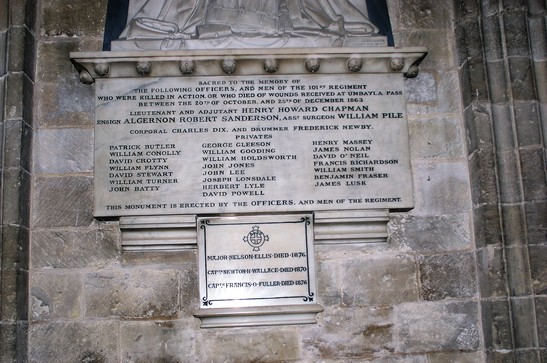 SACRED TO THE MEMORY OF
THE FOLLOWING OFFICERS, AND MEN OF THE 101ST REGIMENT
WHO WERE KILLED IN ACTION, OR WHO DIED OF WOUNDS RECEIVED AT UMBAYLA PASS
BETWEEN THE 20TH OF OCTOBER, AND 25TH OF DECEMBER 1863.
LIEUTENANT AND ADJUTANT HENRY HOWARD CHAPMAN
ENSIGN ALGERNON ROBERT SANDERSON, ASST SURGEON WILLIAM PILE
CORPORAL CHARLES DIX, AND DRUMMER FREDERICK NEWBY.
PRIVATES
PATRICK BUTLER
WILLIAM CONOLLY
DAVID CROTTY
WILLIAM FLYNN
DAVID STEWART
WILLIAM TURNER
JOHN BATTY
GEORGE GLEESON
WILLIAM GOODING
WILLIAM HOLDSWORTH
JOHN JONES
JOHN LEE
JOSEPH LONSDALE
HERBERT LYLE
DAVID POWELL
HENRY MASSEY
JAMES NOLAN
DAVID O'NEIL
FRANCIS RICHARDSON
WILLIAM SMITH
BENJAMIN FRASER
JAMES LUSK
THIS MONUMENT IS ERECTED BY THE OFFICERS, AND MEN OF THE REGIMENT.
MAJOR·NELSON·ELLIS·DIED·1876
CAPTN NEWTON·H·WALLACE·DIED·1870
CAPTN FRANCIS·O·FULLER·DIED·1876